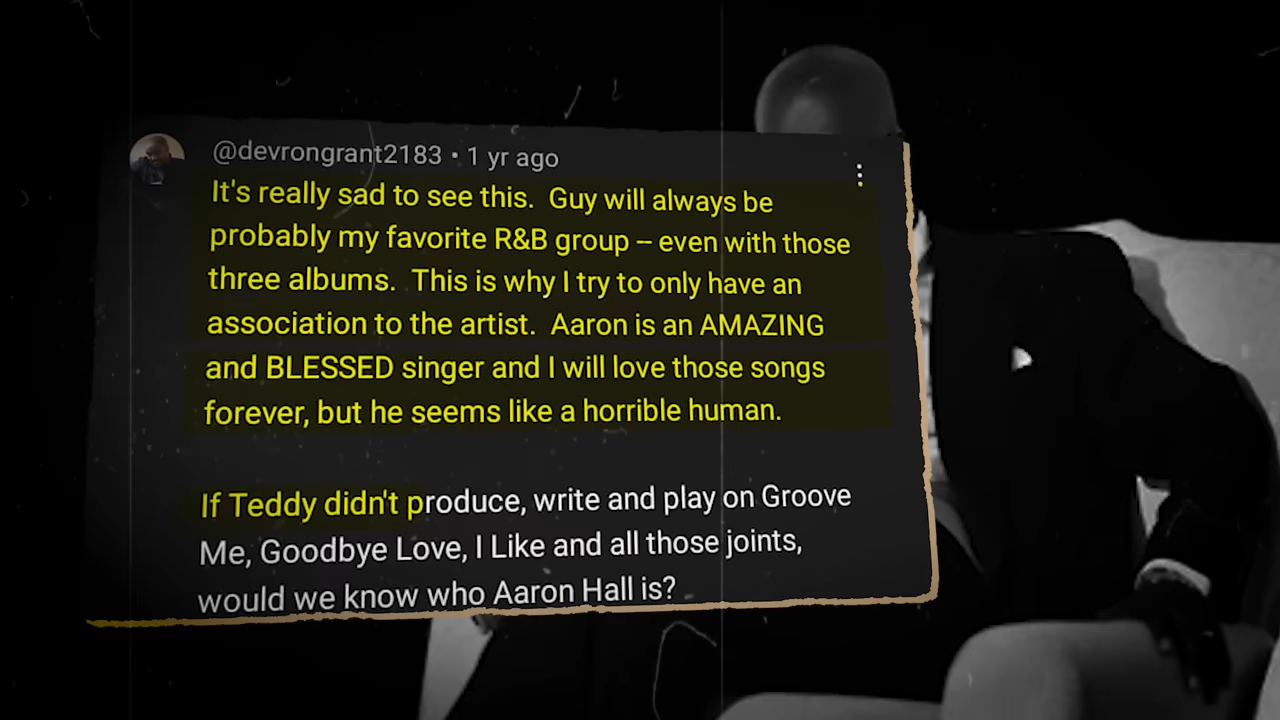 @devrongrant2183 • 1 yr ago
It's really sad to see this.  Guy will always be
probably my favorite R&B group -- even with those
three albums.  This is why I try to only have an
association to the artist.  Aaron is an AMAZING
and BLESSED singer and I will love those songs
forever, but he seems like a horrible human.
If Teddy didn't produce, write and play on Groove
Me, Goodbye Love, I Like and all those joints,
would we know who Aaron Hall is?